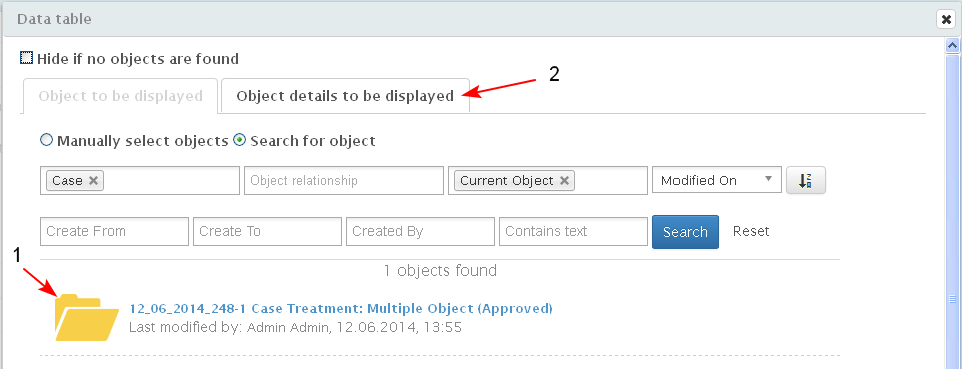 Data table
Hide if no objects are found
Object to be displayed Object details to be displayed 2
Manually select objects Search for object
Case Object relationship Current Object Modified On
Create From Create To Created By Contains text Search Reset
1
1 objects found
12_06_2014_248-1 Case Treatment: Multiple Object (Approved)
Last modified by: Admin Admin, 12.06.2014, 13:55